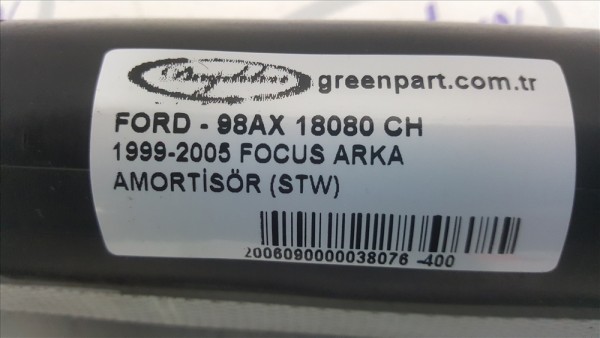 greenpart.com.tr
FORD - 98AX 18080 CH
1999-2005 FOCUS ARKA
AMORTİSÖR (STW)
2006090000038076 -400